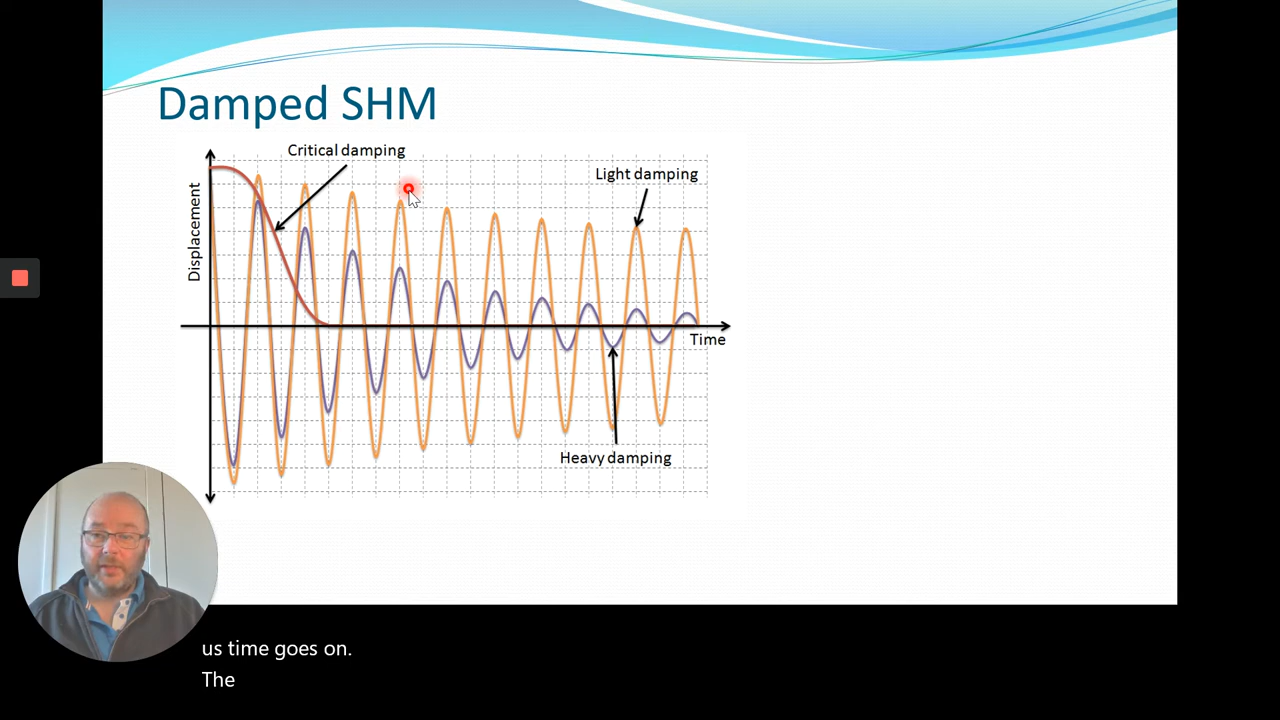 Damped SHM
Critical damping
Light damping
Displacement
Time
Heavy damping
us time goes on.
The